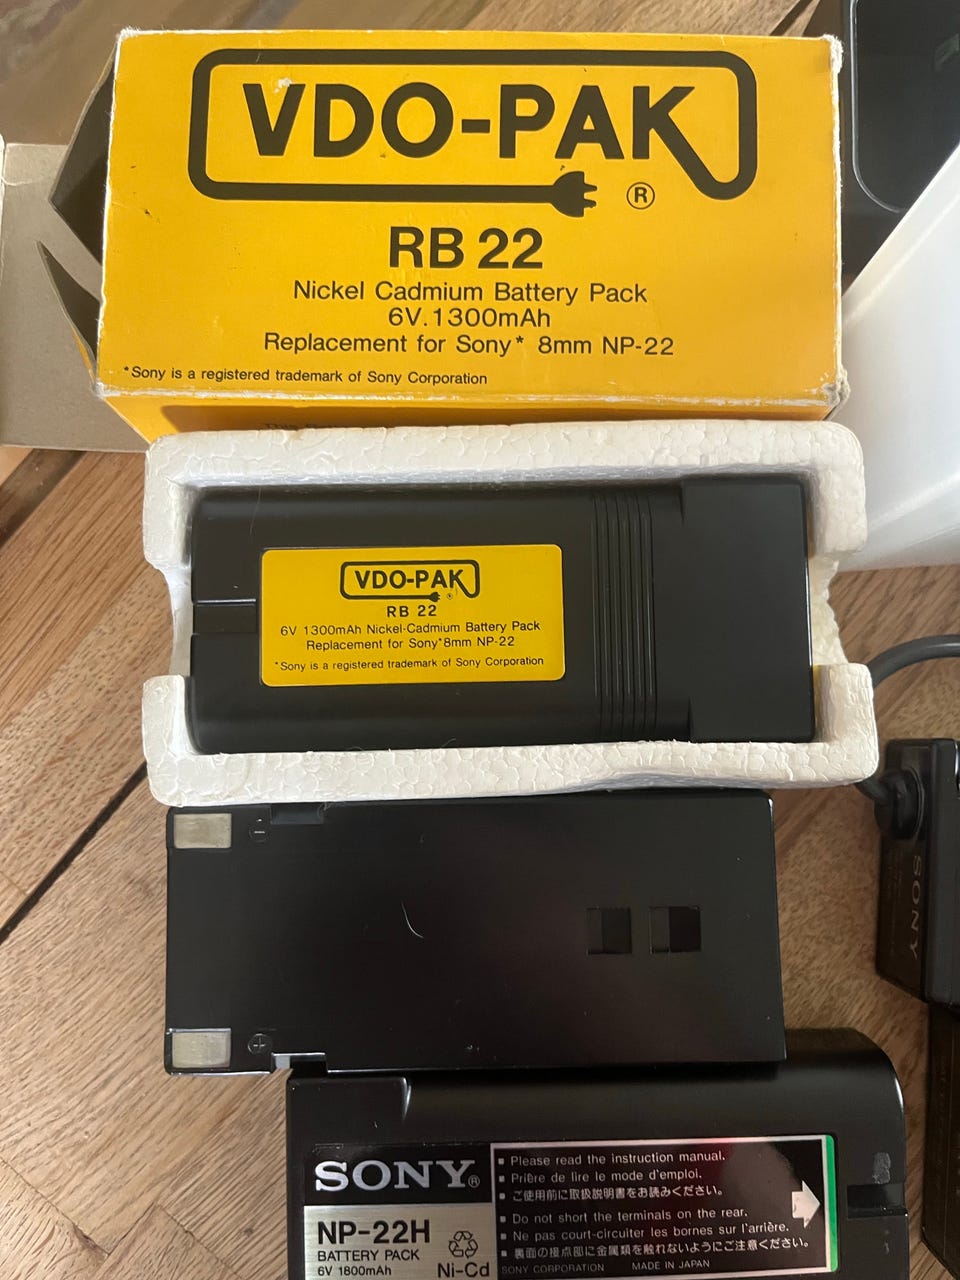 VDO-PAK
®
RB 22
Nickel Cadmium Battery Pack
6V.1300mAh
Replacement for Sony* 8mm NP-22
*Sony is a registered trademark of Sony Corporation
VDO-PAK
®
RB 22
6V 1300mAh Nickel-Cadmium Battery Pack
Replacement for Sony*8mm NP-22
*Sony is a registered trademark of Sony Corporation
−
+
SONY
SONY®
NP-22H
BATTERY PACK
6V 1800mAh
Ni-Cd
▪ Please read the instruction manual.
▪ Prière de lire le mode d'emploi.
▪ ご使用前に取扱説明書をお読みください。
▪ Do not short the terminals on the rear.
▪ Ne pas court-circuiter les bornes sur l'arrière.
▪ 裏面の接点部に金属類を触れないようにご注意ください。
SONY CORPORATION MADE IN JAPAN